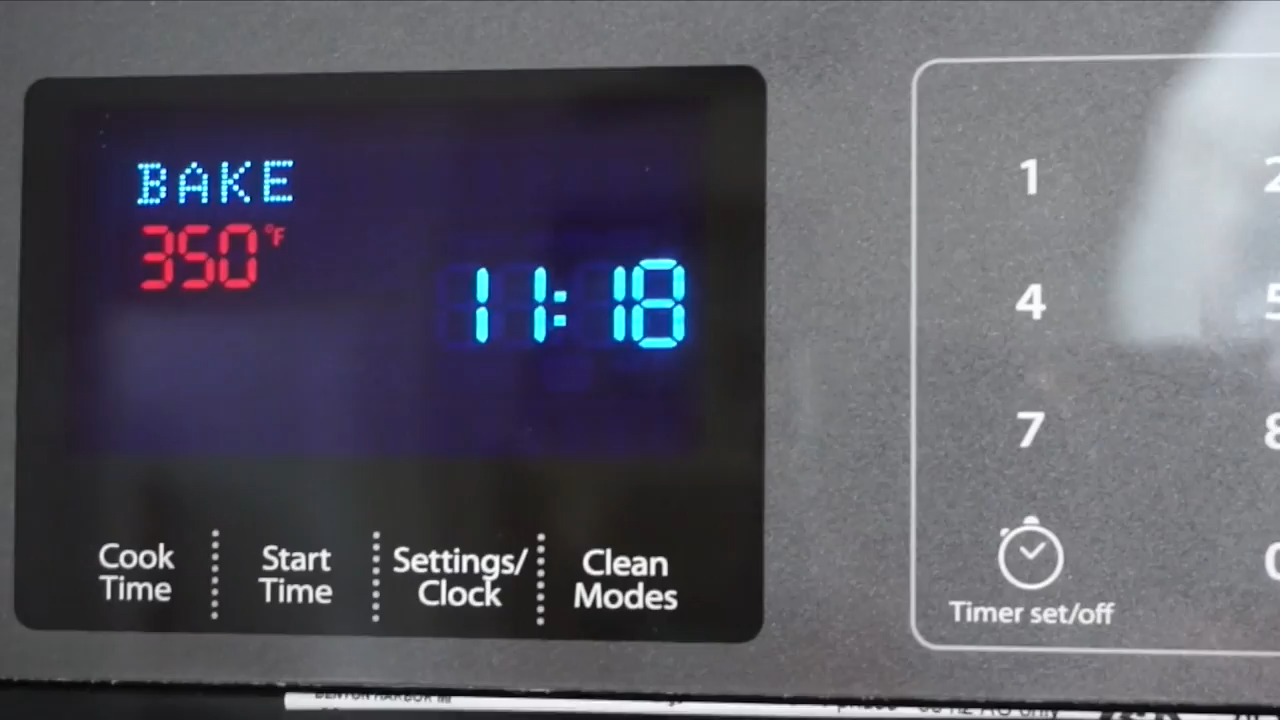 BAKE
350°F
11:18
1
4
7
Cook Time
Start Time
Settings/ Clock
Clean Modes
Timer set/off